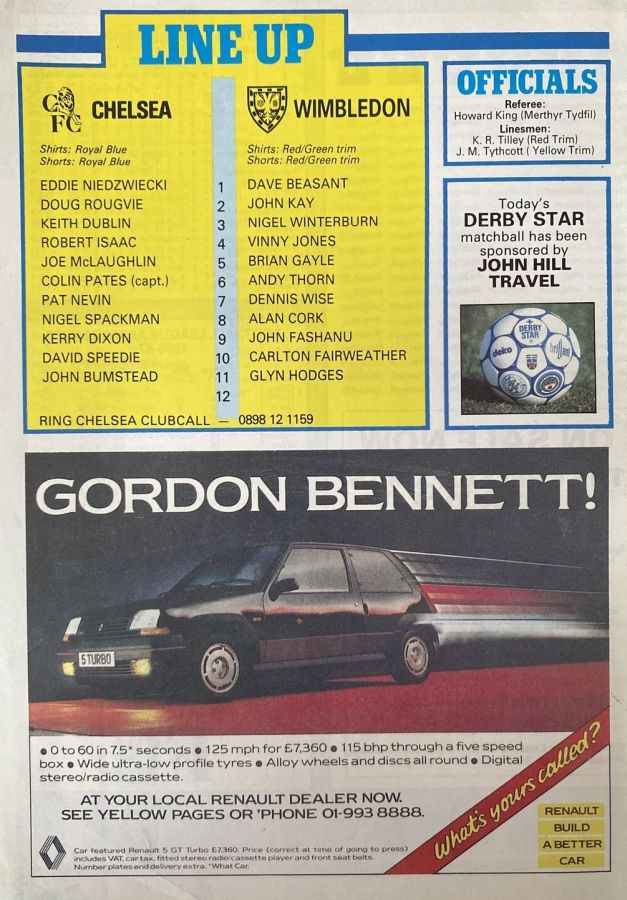 LINE UP
CFC CHELSEA
WIMBLEDON
Shirts: Royal Blue
Shorts: Royal Blue
Shirts: Red/Green trim
Shorts: Red/Green trim
EDDIE NIEDZWIECKI 1 DAVE BEASANT
DOUG ROUGVIE 2 JOHN KAY
KEITH DUBLIN 3 NIGEL WINTERBURN
ROBERT ISAAC 4 VINNY JONES
JOE McLAUGHLIN 5 BRIAN GAYLE
COLIN PATES (capt.) 6 ANDY THORN
PAT NEVIN 7 DENNIS WISE
NIGEL SPACKMAN 8 ALAN CORK
KERRY DIXON 9 JOHN FASHANU
DAVID SPEEDIE 10 CARLTON FAIRWEATHER
JOHN BUMSTEAD 11 GLYN HODGES
12
RING CHELSEA CLUBCALL — 0898 12 1159
OFFICIALS
Referee:
Howard King (Merthyr Tydfil)
Linesmen:
K. R. Tilley (Red Trim)
J. M. Tythcott ( Yellow Trim)
Today's
DERBY STAR
matchball has been
sponsored by
JOHN HILL
TRAVEL
DERBY
STAR
deko
brillant
GORDON BENNETT!
5 TURBO
● 0 to 60 in 7.5* seconds ● 125 mph for £7,360 ● 115 bhp through a five speed
box ● Wide ultra-low profile tyres ● Alloy wheels and discs all round ● Digital
stereo/radio cassette.
AT YOUR LOCAL RENAULT DEALER NOW.
SEE YELLOW PAGES OR 'PHONE 01-993 8888.
What's yours called?
RENAULT
BUILD
A BETTER
CAR
Car featured Renault 5 GT Turbo £7,360. Price (correct at time of going to press)
includes VAT, car tax, fitted stereo radio/cassette player and front seat belts.
Number plates and delivery extra. *What Car.